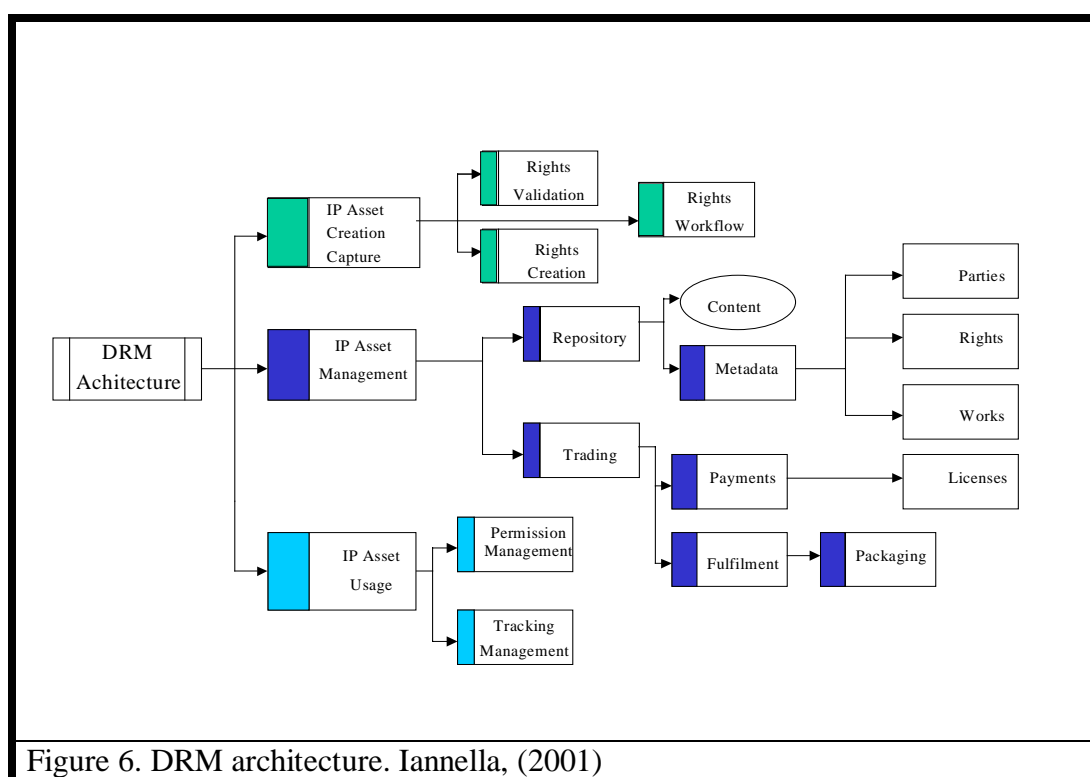 Rights
Validation
IP Asset
Creation
Capture
Rights
Workflow
Rights
Creation
Parties
Content
IP Asset
Management
Repository
Rights
DRM
Achitecture
Metadata
Works
Trading
Payments
Licenses
Permission
Management
IP Asset
Usage
Fulfilment
Packaging
Tracking
Management
Figure 6. DRM architecture. Iannella, (2001)